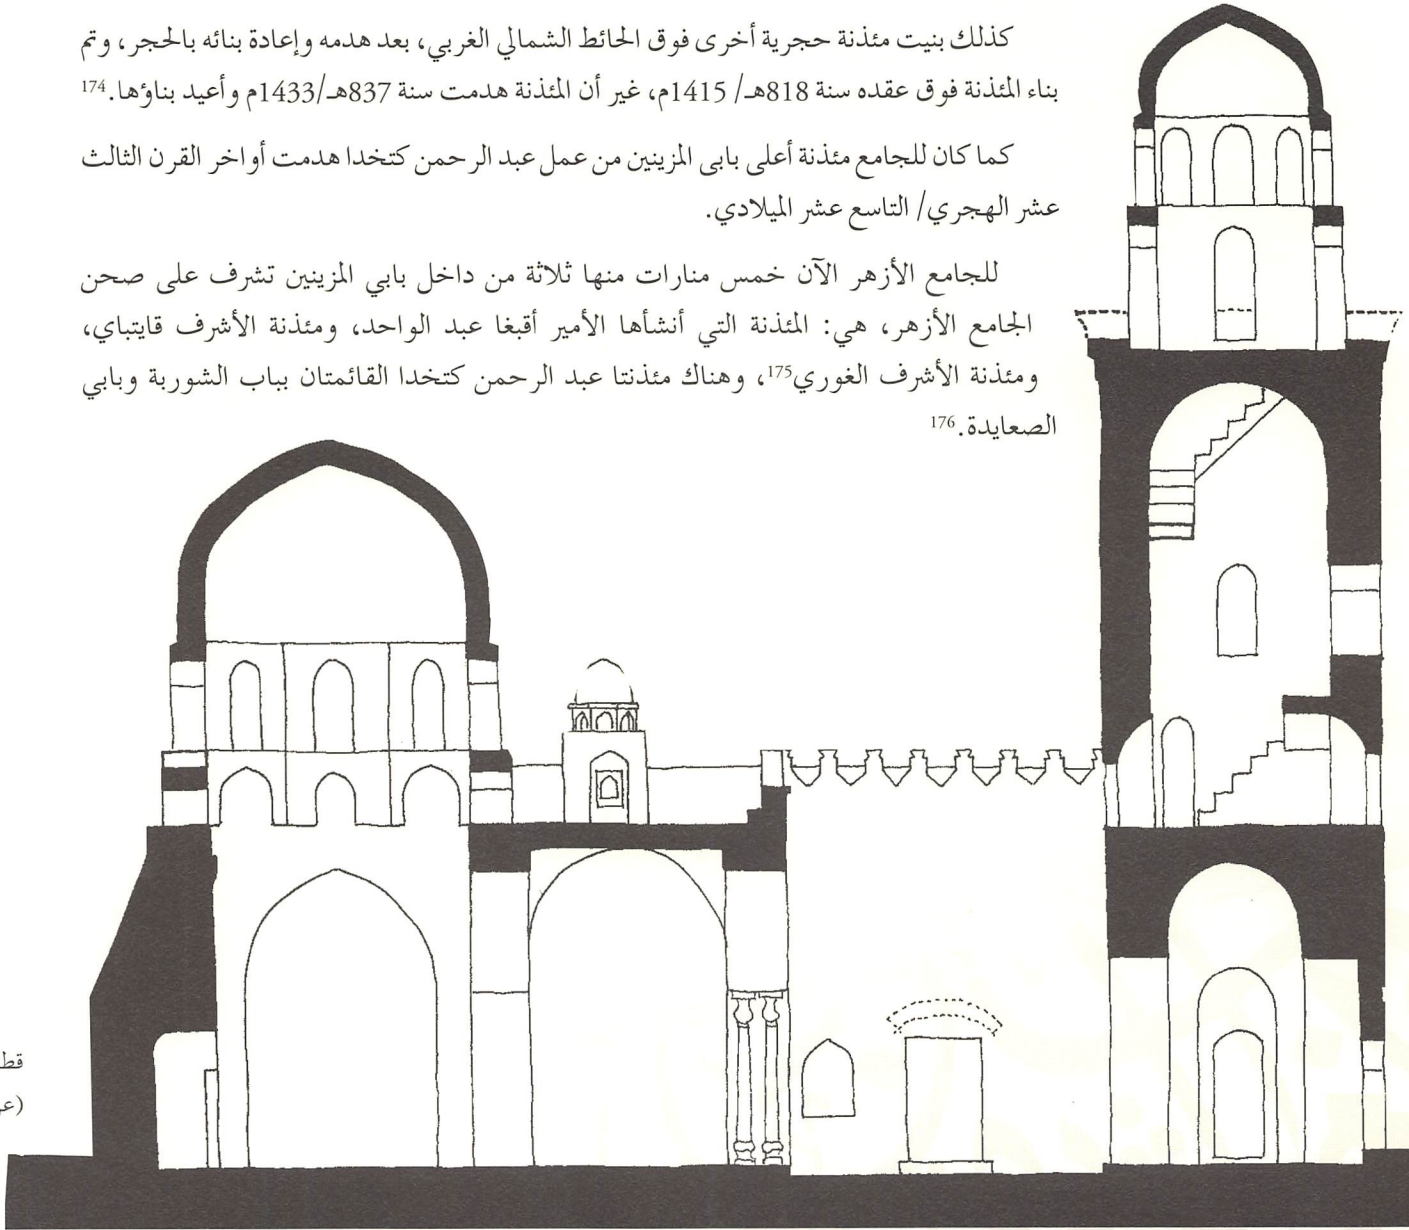 كذلك بنيت مئذنة حجرية أخرى فوق الحائط الشمالي الغربي، بعد هدمه وإعادة بنائه بالحجر، وتم
بناء المئذنة فوق عقده سنة 818هـ/ 1415م، غير أن المئذنة هدمت سنة 837هـ/1433م وأعيد بناؤها.174
كما كان للجامع مئذنة أعلى بابى المزينين من عمل عبد الرحمن كتخدا هدمت أواخر القرن الثالث
عشر الهجري/ التاسع عشر الميلادي.
للجامع الأزهر الآن خمس منارات منها ثلاثة من داخل بابي المزينين تشرف على صحن
الجامع الأزهر، هي: المئذنة التي أنشأها الأمير أقبغا عبد الواحد، ومئذنة الأشرف قايتباي،
ومئذنة الأشرف الغوري175، وهناك مئذنتا عبد الرحمن كتخدا القائمتان بباب الشوربة وبابي
الصعايدة.176